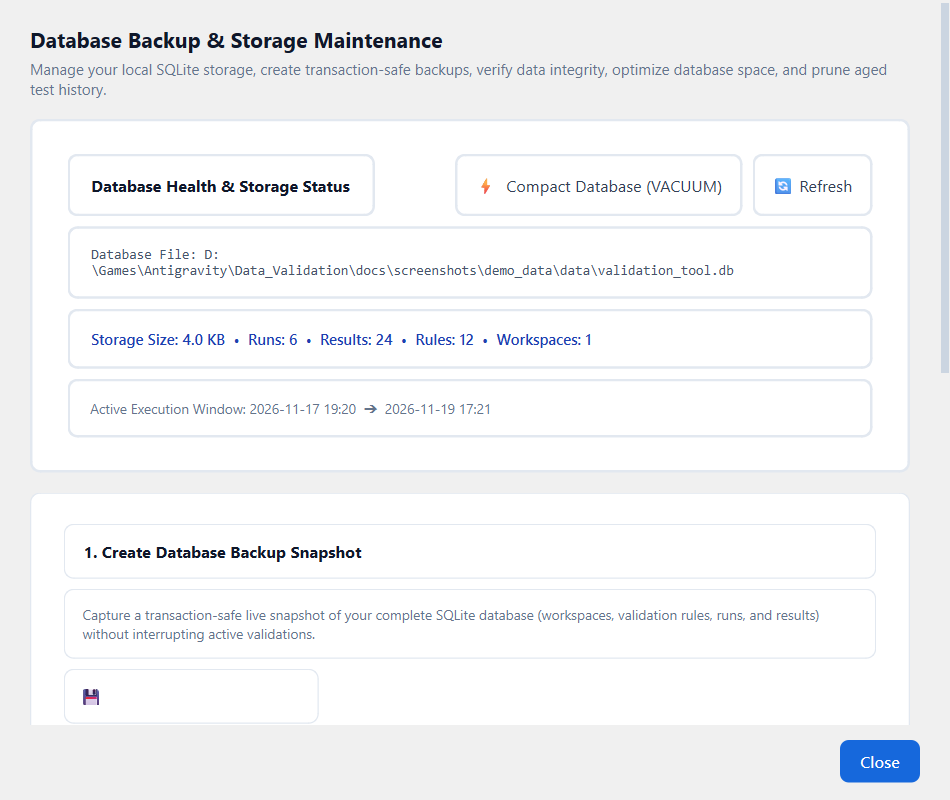 Database Backup & Storage Maintenance
Manage your local SQLite storage, create transaction-safe backups, verify data integrity, optimize database space, and prune aged
test history.
Database Health & Storage Status
Compact Database (VACUUM)
Refresh
Database File: D:
\Games\Antigravity\Data_Validation\docs\screenshots\demo_data\data\validation_tool.db
Storage Size: 4.0 KB • Runs: 6 • Results: 24 • Rules: 12 • Workspaces: 1
Active Execution Window: 2026-11-17 19:20 ➔ 2026-11-19 17:21
1. Create Database Backup Snapshot
Capture a transaction-safe live snapshot of your complete SQLite database (workspaces, validation rules, runs, and results)
without interrupting active validations.
Close